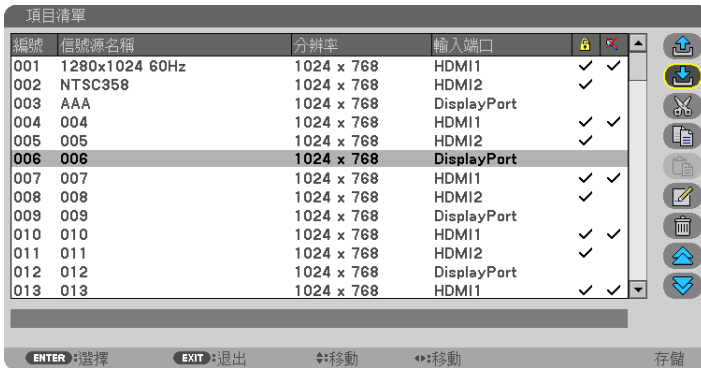 項目清單
編號 信號源名稱 分辨率 輸入端口
001 1280x1024 60Hz 1024 x 768 HDMI1 ✓ ✓
002 NTSC358 1024 x 768 HDMI2 ✓
003 AAA 1024 x 768 DisplayPort
004 004 1024 x 768 HDMI1 ✓ ✓
005 005 1024 x 768 HDMI2 ✓
006 006 1024 x 768 DisplayPort
007 007 1024 x 768 HDMI1 ✓ ✓
008 008 1024 x 768 HDMI2 ✓
009 009 1024 x 768 DisplayPort
010 010 1024 x 768 HDMI1 ✓ ✓
011 011 1024 x 768 HDMI2 ✓
012 012 1024 x 768 DisplayPort
013 013 1024 x 768 HDMI1 ✓ ✓
ENTER:選擇 EXIT:退出 :移動 :移動 存儲